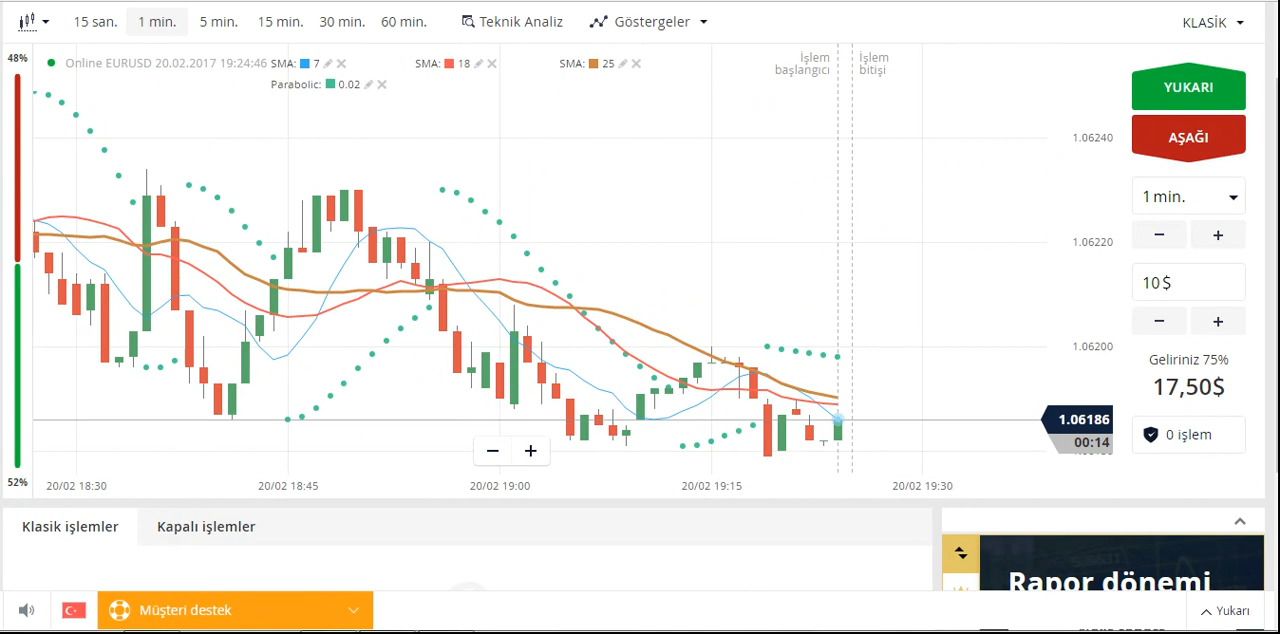 15 san. 1 min. 5 min. 15 min. 30 min. 60 min. Teknik Analiz Göstergeler KLASİK
48% Online EURUSD 20.02.2017 19:24:46 SMA: 7 SMA: 18 SMA: 25
Parabolic: 0.02
İşlem başlangıcı
İşlem bitişi
YUKARI
AŞAĞI
1.06240
1.06220
1.06200
1.06186
00:14
1 min.
− +
10$
− +
Geliriniz 75%
17,50$
0 işlem
− +
52% 20/02 18:30 20/02 18:45 20/02 19:00 20/02 19:15 20/02 19:30
Klasik işlemler Kapalı işlemler
Rapor dönemi
Müşteri destek
Yukarı